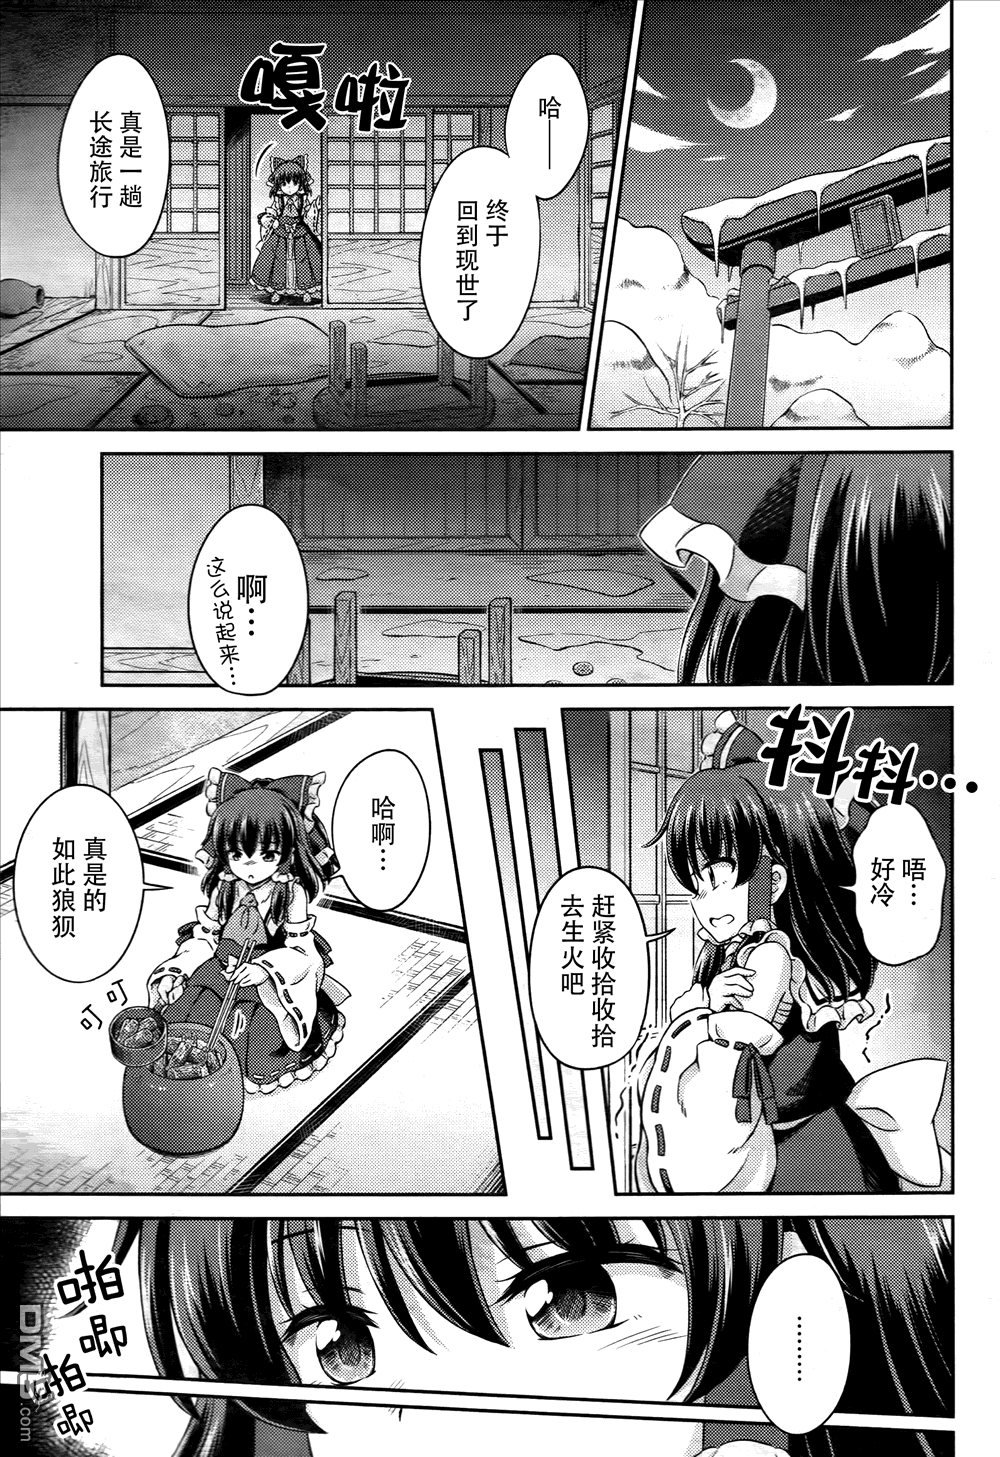 哈——
终于
回到现世了
嘎啦
真是一趟
长途旅行
啊…
这么说起来…
抖抖…
唔…
好冷
赶紧收拾收拾
去生火吧
哈啊…
真是的
如此狼狈
叮叮
………
啪唧
啪唧
DM5.com